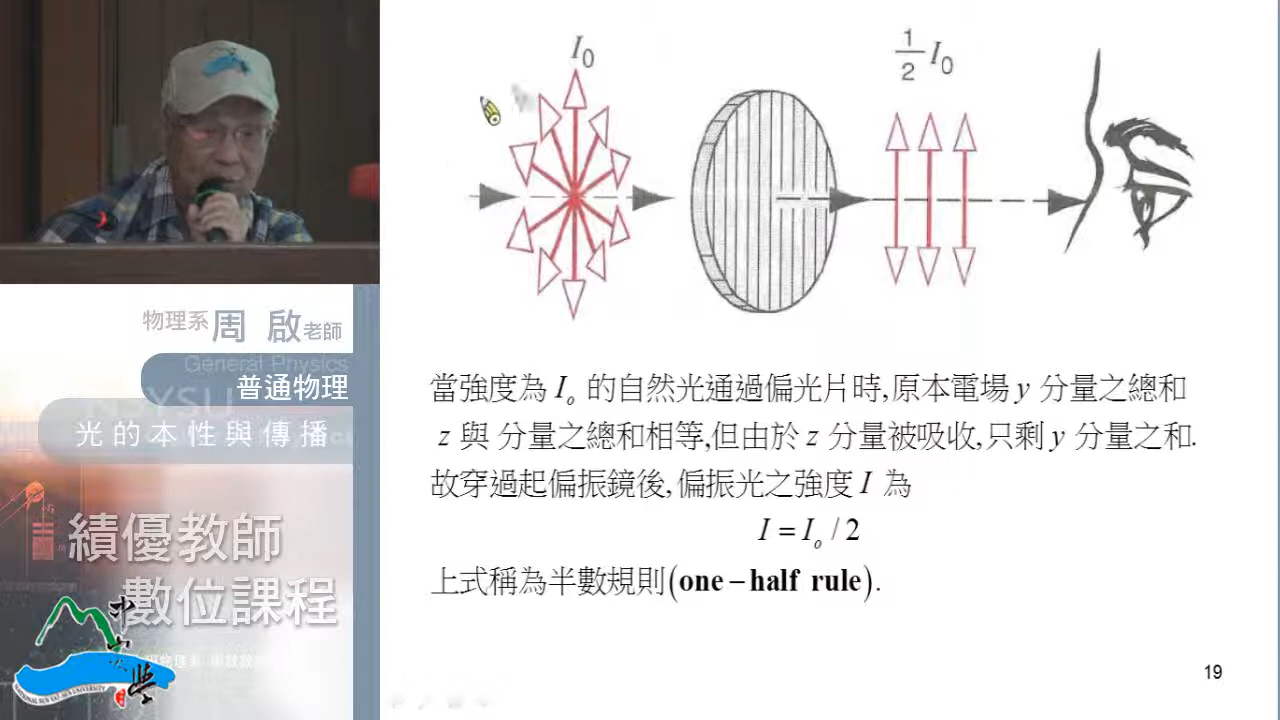 I₀
½ I₀
物理系 周 啟 老師
General Physics
普通物理
光的本性與傳播
績優教師
數位課程
NATIONAL SUN YAT-SEN UNIVERSITY
當強度為 Iₒ 的自然光通過偏光片時,原本電場 y 分量之總和
z 與 分量之總和相等,但由於 z 分量被吸收,只剩 y 分量之和.
故穿過起偏振鏡後,偏振光之強度 I 為
I = Iₒ / 2
上式稱為半數規則(one–half rule).
19